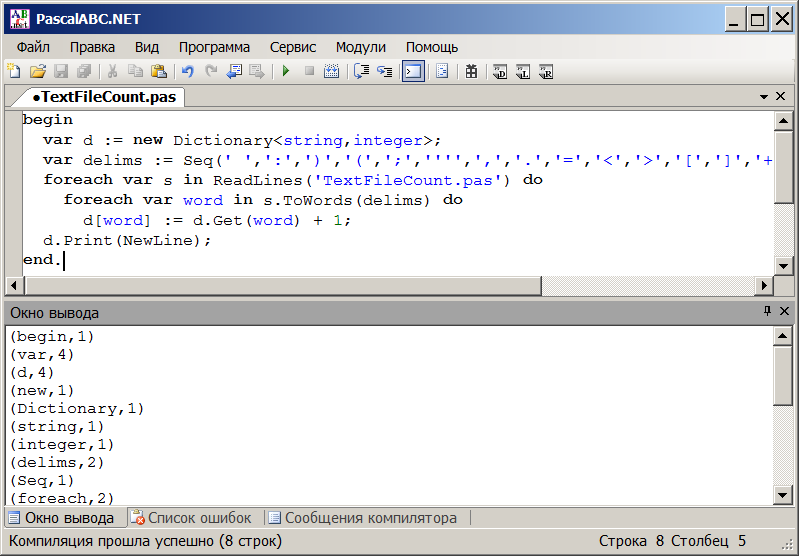 PascalABC.NET
Файл Правка Вид Программа Сервис Модули Помощь
•TextFileCount.pas
begin
  var d := new Dictionary<string,integer>;
  var delims := Seq(' ',':',')','(',';','''',',','.','=','<','>','[',']','+
  foreach var s in ReadLines('TextFileCount.pas') do
    foreach var word in s.ToWords(delims) do
      d[word] := d.Get(word) + 1;
  d.Print(NewLine);
end.
Окно вывода
(begin,1)
(var,4)
(d,4)
(new,1)
(Dictionary,1)
(string,1)
(integer,1)
(delims,2)
(Seq,1)
(foreach,2)
Окно вывода Список ошибок Сообщения компилятора
Компиляция прошла успешно (8 строк) Строка 8 Столбец 5